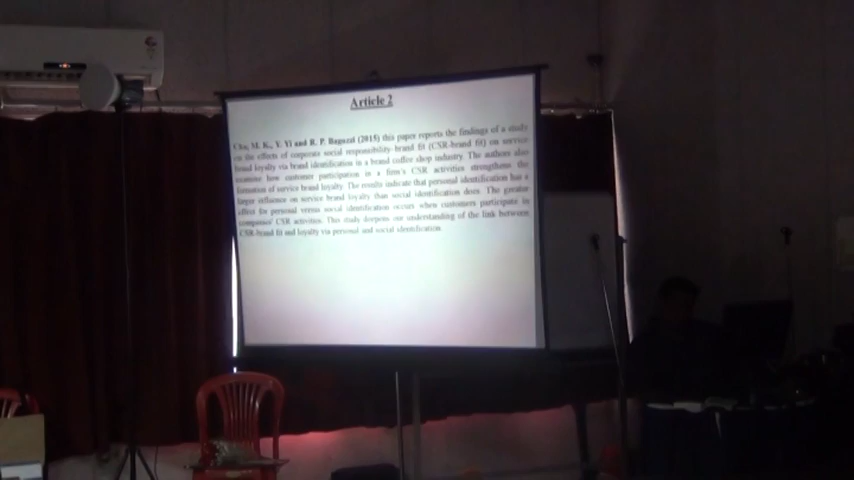 Article 2
Cha, M. K., Y. Yi and R. P. Bagozzi (2015) this paper reports the findings of a study
on the effects of corporate social responsibility–brand fit (CSR-brand fit) on service
brand loyalty via brand identification in a brand coffee shop industry. The authors also
examine how customer participation in a firm's CSR activities strengthens the
formation of service brand loyalty. The results indicate that personal identification has a
larger influence on service brand loyalty than social identification does. The greater
effect for personal versus social identification occurs when customers participate in
companies' CSR activities. This study deepens our understanding of the link between
CSR-brand fit and loyalty via personal and social identification.